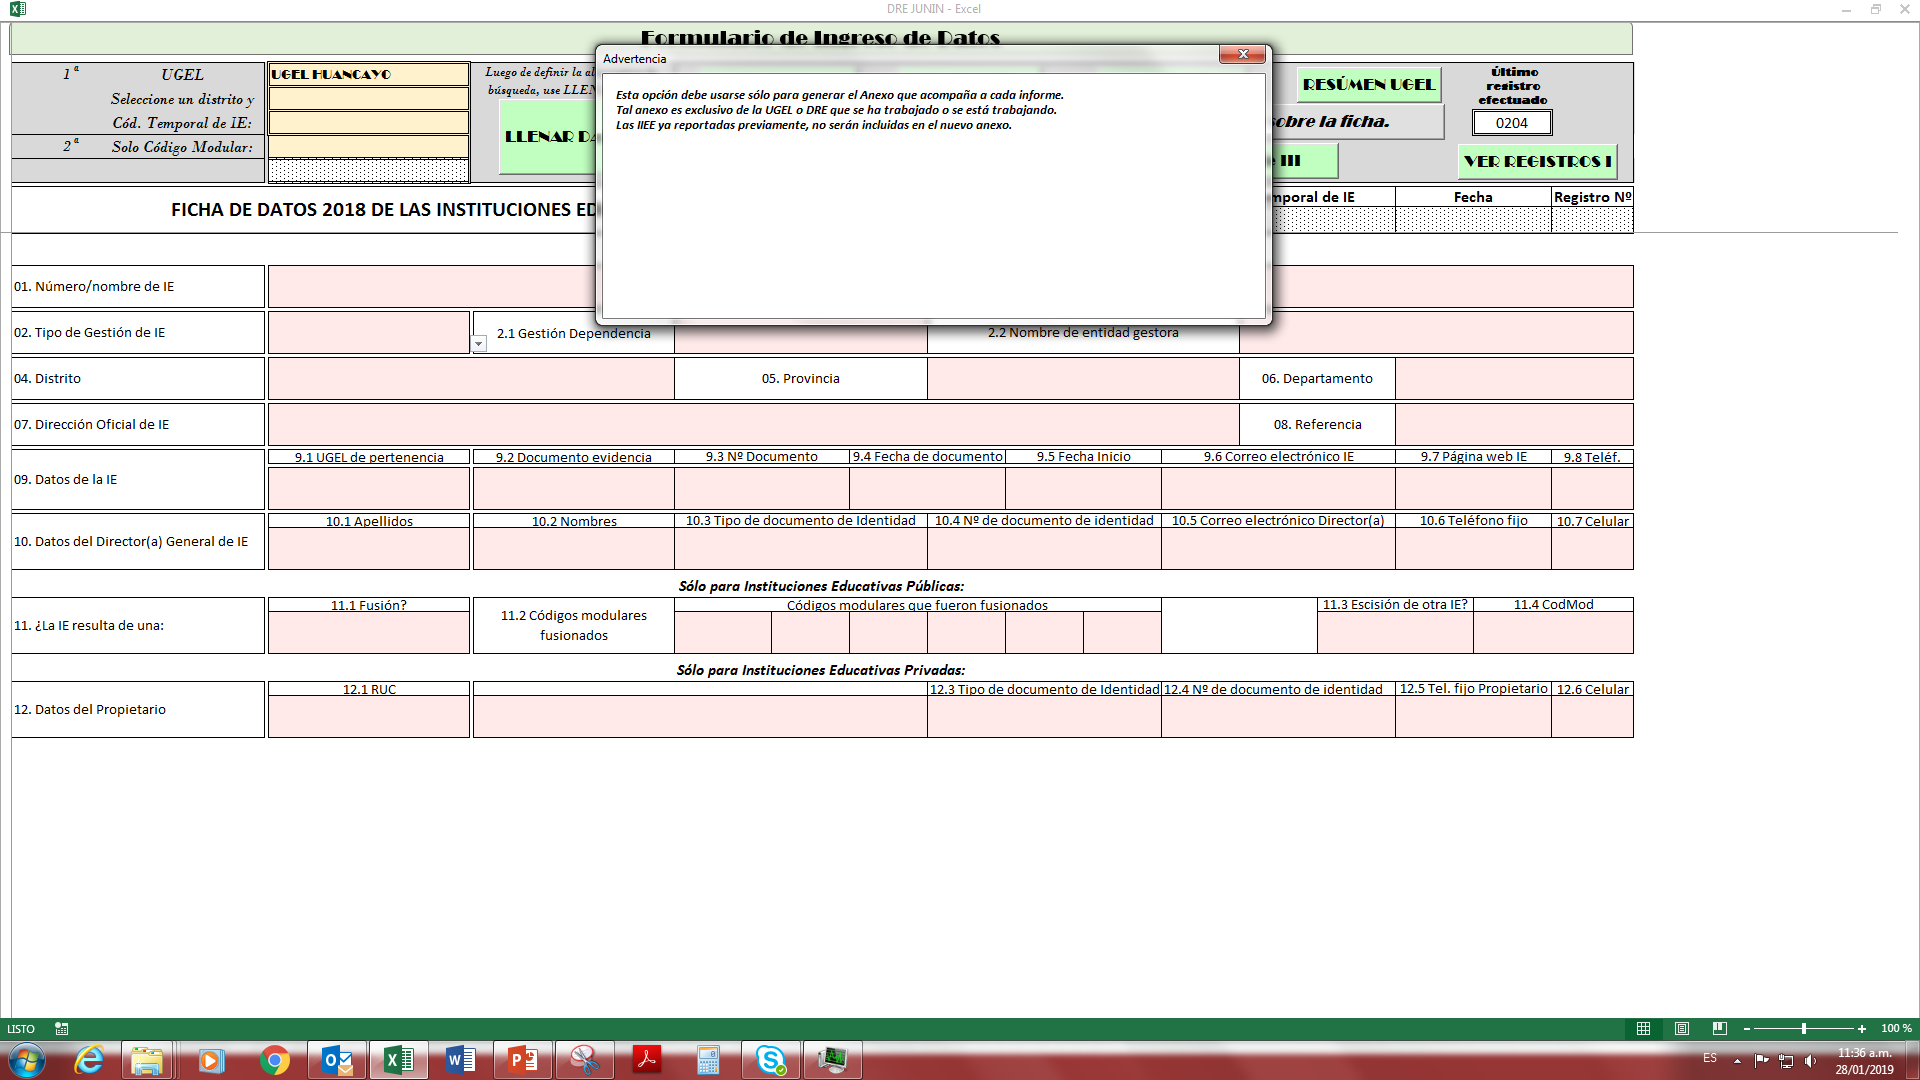 DRE JUNIN - Excel
Formulario de Ingreso de Datos
Advertencia
Esta opción debe usarse sólo para generar el Anexo que acompaña a cada informe.
Tal anexo es exclusivo de la UGEL o DRE que se ha trabajado o se está trabajando.
Las IIEE ya reportadas previamente, no serán incluidas en el nuevo anexo.
1ª UGEL
UGEL HUANCAYO
Seleccione un distrito y
Cód. Temporal de IE:
2ª Solo Código Modular:
Luego de definir la al
búsqueda, use LLEN
LLENAR DA
RESÚMEN UGEL
Último
registro
efectuado
0204
sobre la ficha.
III
VER REGISTROS I
FICHA DE DATOS 2018 DE LAS INSTITUCIONES ED
mporal de IE
Fecha
Registro Nº
01. Número/nombre de IE
02. Tipo de Gestión de IE
2.1 Gestión Dependencia
2.2 Nombre de entidad gestora
04. Distrito
05. Provincia
06. Departamento
07. Dirección Oficial de IE
08. Referencia
09. Datos de la IE
9.1 UGEL de pertenencia
9.2 Documento evidencia
9.3 Nº Documento
9.4 Fecha de documento
9.5 Fecha Inicio
9.6 Correo electrónico IE
9.7 Página web IE
9.8 Teléf.
10. Datos del Director(a) General de IE
10.1 Apellidos
10.2 Nombres
10.3 Tipo de documento de Identidad
10.4 Nº de documento de identidad
10.5 Correo electrónico Director(a)
10.6 Teléfono fijo
10.7 Celular
Sólo para Instituciones Educativas Públicas:
11. ¿La IE resulta de una:
11.1 Fusión?
11.2 Códigos modulares
fusionados
Códigos modulares que fueron fusionados
11.3 Escisión de otra IE?
11.4 CodMod
Sólo para Instituciones Educativas Privadas:
12. Datos del Propietario
12.1 RUC
12.3 Tipo de documento de Identidad
12.4 Nº de documento de identidad
12.5 Tel. fijo Propietario
12.6 Celular
LISTO
100 %
ES
11:36 a.m.
28/01/2019